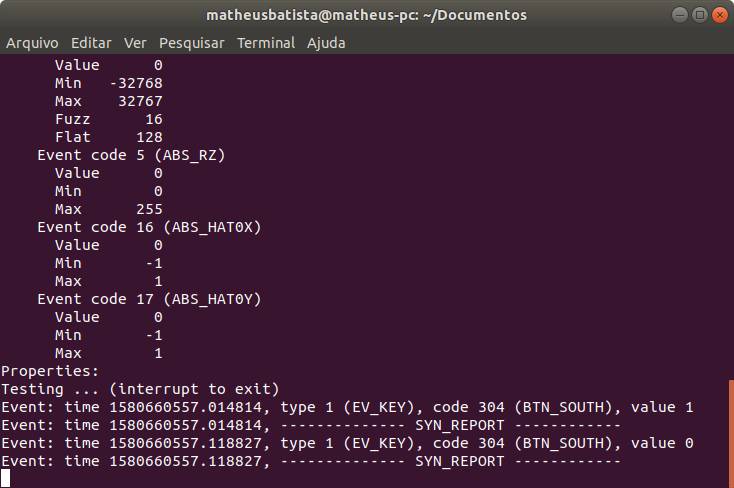 matheusbatista@matheus-pc: ~/Documentos
Arquivo Editar Ver Pesquisar Terminal Ajuda
      Value      0
      Min   -32768
      Max    32767
      Fuzz      16
      Flat     128
    Event code 5 (ABS_RZ)
      Value      0
      Min        0
      Max      255
    Event code 16 (ABS_HAT0X)
      Value      0
      Min       -1
      Max        1
    Event code 17 (ABS_HAT0Y)
      Value      0
      Min       -1
      Max        1
Properties:
Testing ... (interrupt to exit)
Event: time 1580660557.014814, type 1 (EV_KEY), code 304 (BTN_SOUTH), value 1
Event: time 1580660557.014814, -------------- SYN_REPORT ------------
Event: time 1580660557.118827, type 1 (EV_KEY), code 304 (BTN_SOUTH), value 0
Event: time 1580660557.118827, -------------- SYN_REPORT ------------